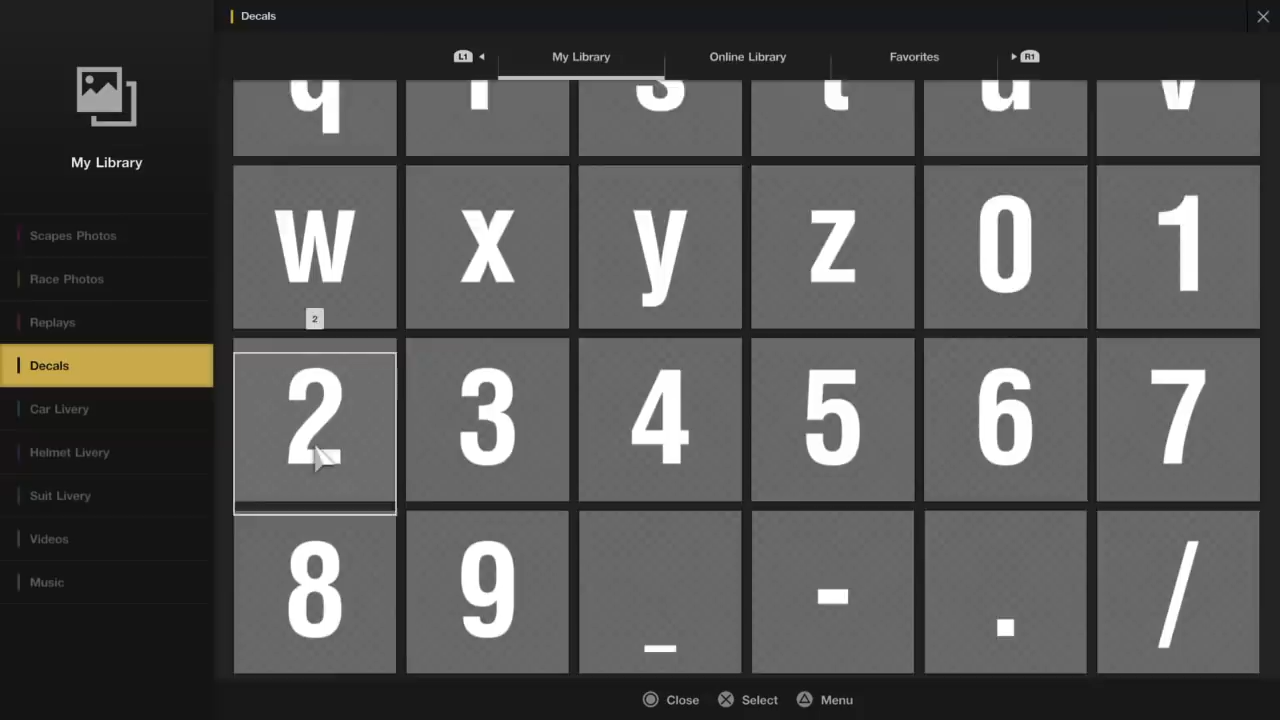 Decals
L1 My Library Online Library Favorites R1
My Library
Scapes Photos
Race Photos
Replays
Decals
Car Livery
Helmet Livery
Suit Livery
Videos
Music
q r s t u v
w x y z 0 1
2
2 3 4 5 6 7
8 9 _ - . /
Close Select Menu